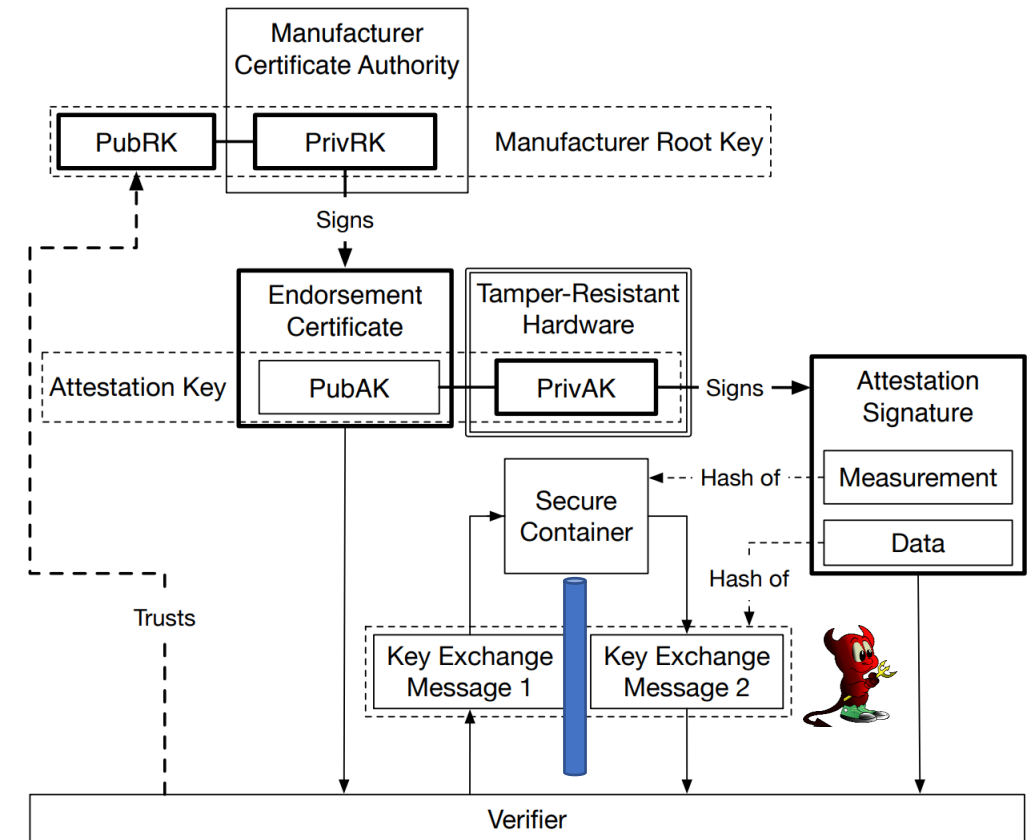 Manufacturer
Certificate Authority
PubRK
PrivRK
Manufacturer Root Key
Signs
Endorsement
Certificate
Tamper-Resistant
Hardware
Attestation Key
PubAK
PrivAK
Signs
Attestation
Signature
Measurement
Data
Hash of
Secure
Container
Hash of
Trusts
Key Exchange
Message 1
Key Exchange
Message 2
Verifier